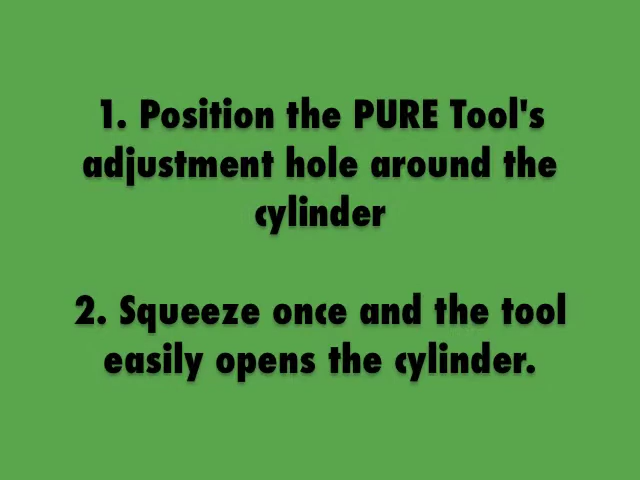 1. Position the PURE Tool's
adjustment hole around the
cylinder
2. Squeeze once and the tool
easily opens the cylinder.